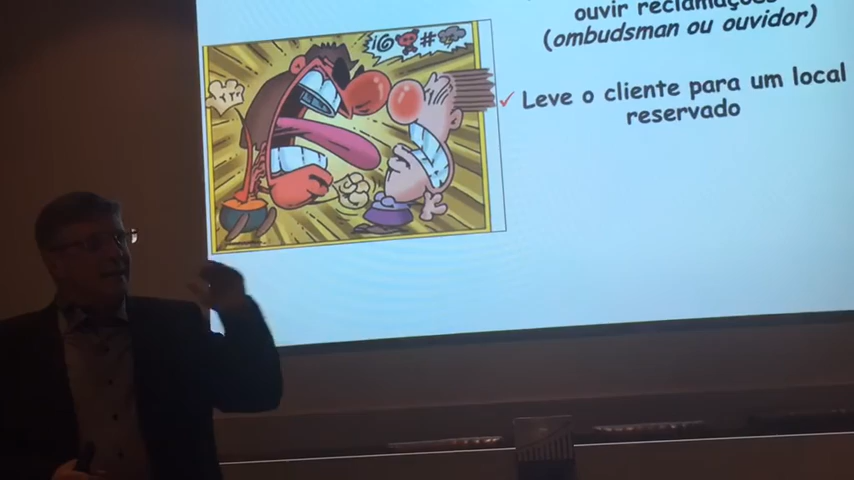 ouvir reclamações
(ombudsman ou ouvidor)
✓ Leve o cliente para um local
reservado